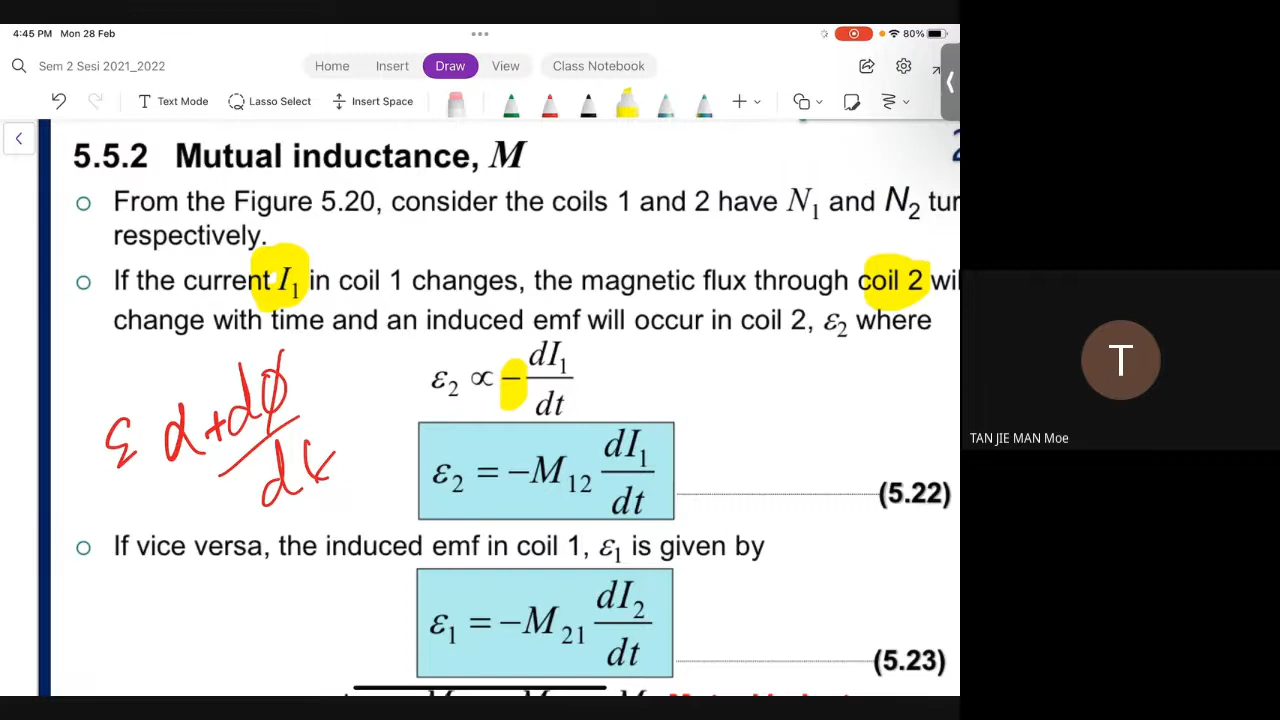 4:45 PM Mon 28 Feb
80%
Sem 2 Sesi 2021_2022
Home Insert Draw View Class Notebook
Text Mode Lasso Select Insert Space
5.5.2 Mutual inductance, M
From the Figure 5.20, consider the coils 1 and 2 have N₁ and N₂ tur
respectively.
If the current I₁ in coil 1 changes, the magnetic flux through coil 2 wil
change with time and an induced emf will occur in coil 2, ε₂ where
ε₂ ∝ − dI₁/dt
ε α + dϕ/dt
ε₂ = −M₁₂ dI₁/dt (5.22)
If vice versa, the induced emf in coil 1, ε₁ is given by
ε₁ = −M₂₁ dI₂/dt (5.23)
T
TAN JIE MAN Moe